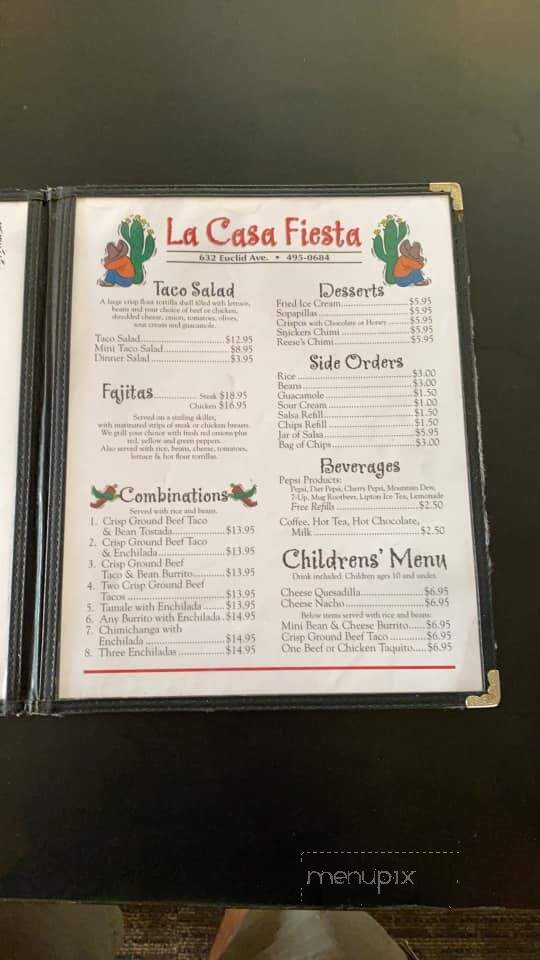 La Casa Fiesta
632 Euclid Ave. • 495-0684
Taco Salad
A large crisp flour tortilla shell filled with lettuce,
beans and your choice of beef or chicken,
shredded cheese, onion, tomatoes, olives,
sour cream and guacamole.
Taco Salad.....$12.95
Mini Taco Salad.....$8.95
Dinner Salad.....$3.95
Fajitas.....Steak $18.95
Chicken $16.95
Served on a sizzling skillet,
with marinated strips of steak or chicken breasts.
We grill your choice with fresh red onions plus
red, yellow and green peppers.
Also served with rice, beans, cheese, tomatoes,
lettuce & hot flour tortillas.
Combinations
Served with rice and beans.
1. Crisp Ground Beef Taco
& Bean Tostada.....$13.95
2. Crisp Ground Beef Taco
& Enchilada.....$13.95
3. Crisp Ground Beef
Taco & Bean Burrito.....$13.95
4. Two Crisp Ground Beef
Tacos.....$13.95
5. Tamale with Enchilada.....$13.95
6. Any Burrito with Enchilada.$14.95
7. Chimichanga with
Enchilada.....$14.95
8. Three Enchiladas.....$14.95
Desserts
Fried Ice Cream.....$5.95
Sopapillas.....$5.95
Crispos with Chocolate or Honey.....$5.95
Snickers Chimi.....$5.95
Reese's Chimi.....$5.95
Side Orders
Rice.....$3.00
Beans.....$3.00
Guacamole.....$1.50
Sour Cream.....$1.00
Salsa Refill.....$1.50
Chips Refill.....$1.50
Jar of Salsa.....$5.95
Bag of Chips.....$3.00
Beverages
Pepsi Products:
Pepsi, Diet Pepsi, Cherry Pepsi, Mountain Dew,
7-Up, Mug Rootbeer, Lipton Ice Tea, Lemonade
Free Refills.....$2.50
Coffee, Hot Tea, Hot Chocolate,
Milk.....$2.50
Childrens' Menu
Drink included. Children ages 10 and under.
Cheese Quesadilla.....$6.95
Cheese Nacho.....$6.95
Below items served with rice and beans:
Mini Bean & Cheese Burrito.....$6.95
Crisp Ground Beef Taco.....$6.95
One Beef or Chicken Taquito.....$6.95
menupix